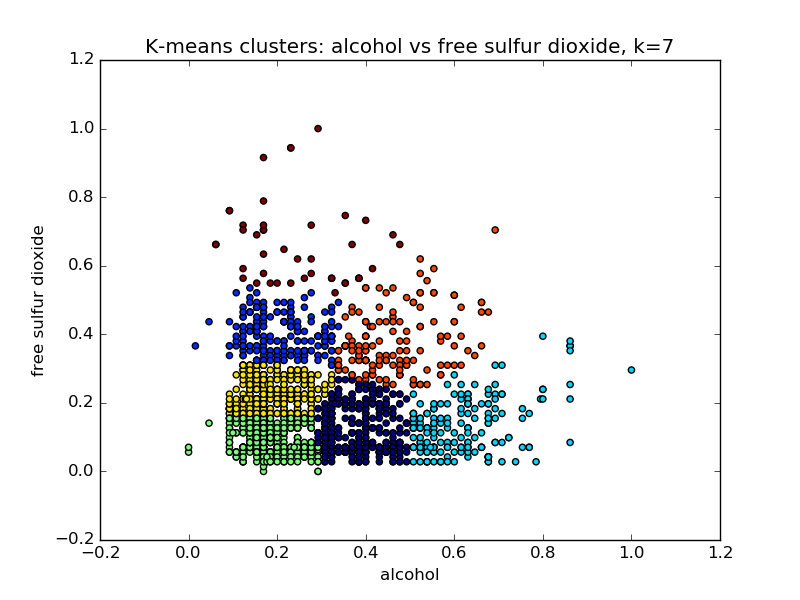 K-means clusters: alcohol vs free sulfur dioxide, k=7
1.2
1.0
0.8
0.6
0.4
0.2
0.0
−0.2
free sulfur dioxide
−0.2 0.0 0.2 0.4 0.6 0.8 1.0 1.2
alcohol